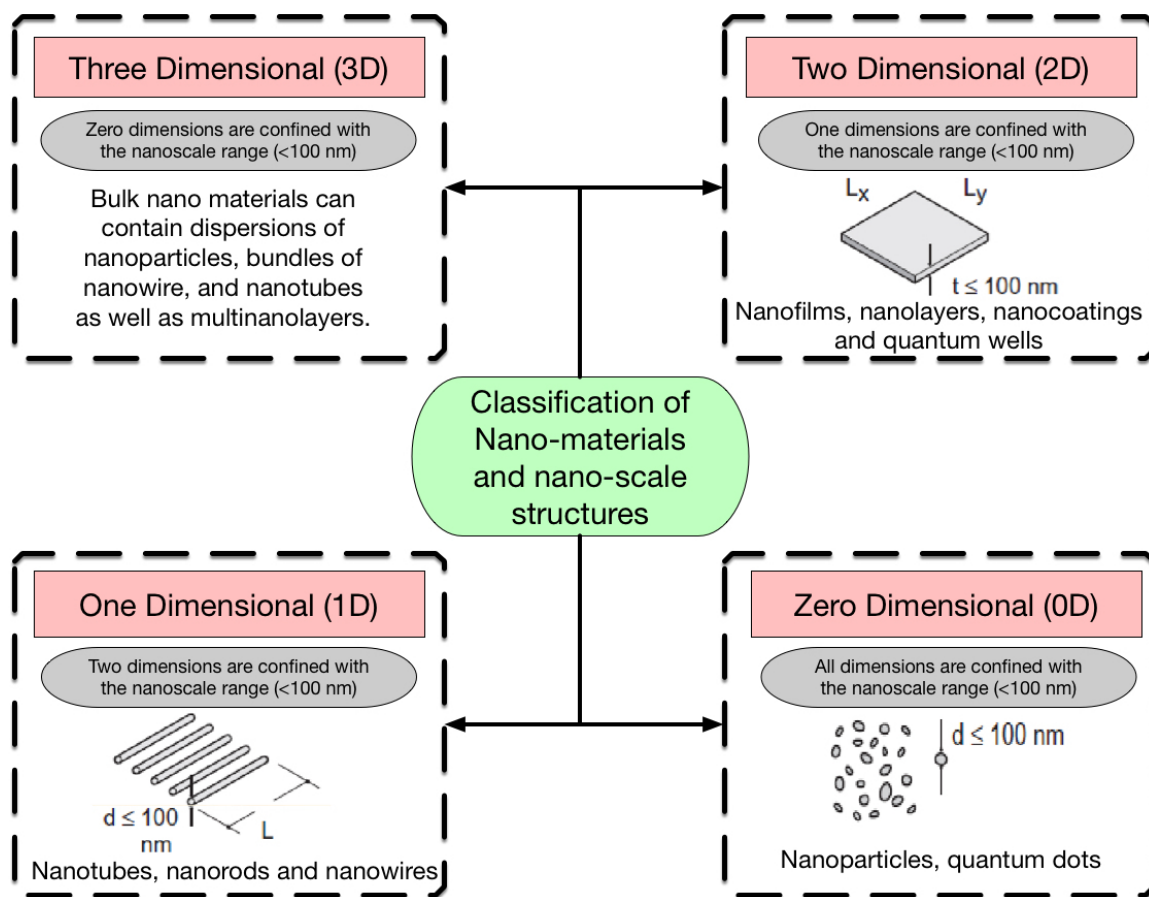 Three Dimensional (3D)
Zero dimensions are confined with
the nanoscale range (<100 nm)
Bulk nano materials can
contain dispersions of
nanoparticles, bundles of
nanowire, and nanotubes
as well as multinanolayers.
Two Dimensional (2D)
One dimensions are confined with
the nanoscale range (<100 nm)
Lx Ly
t ≤ 100 nm
Nanofilms, nanolayers, nanocoatings
and quantum wells
Classification of
Nano-materials
and nano-scale
structures
One Dimensional (1D)
Two dimensions are confined with
the nanoscale range (<100 nm)
d ≤ 100
nm
L
Nanotubes, nanorods and nanowires
Zero Dimensional (0D)
All dimensions are confined with
the nanoscale range (<100 nm)
d ≤ 100 nm
Nanoparticles, quantum dots